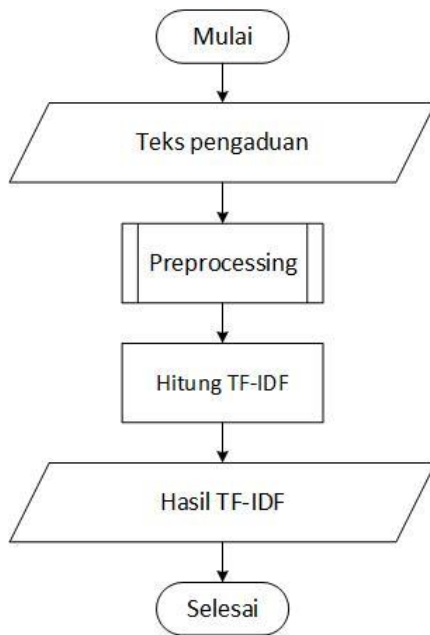 Mulai
Teks pengaduan
Preprocessing
Hitung TF-IDF
Hasil TF-IDF
Selesai